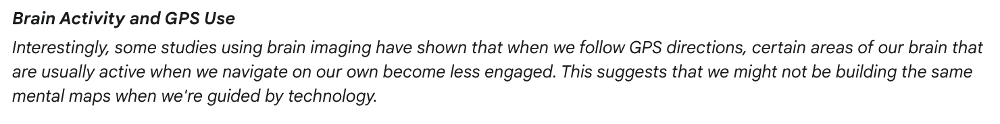 Brain Activity and GPS Use
Interestingly, some studies using brain imaging have shown that when we follow GPS directions, certain areas of our brain that
are usually active when we navigate on our own become less engaged. This suggests that we might not be building the same
mental maps when we're guided by technology.